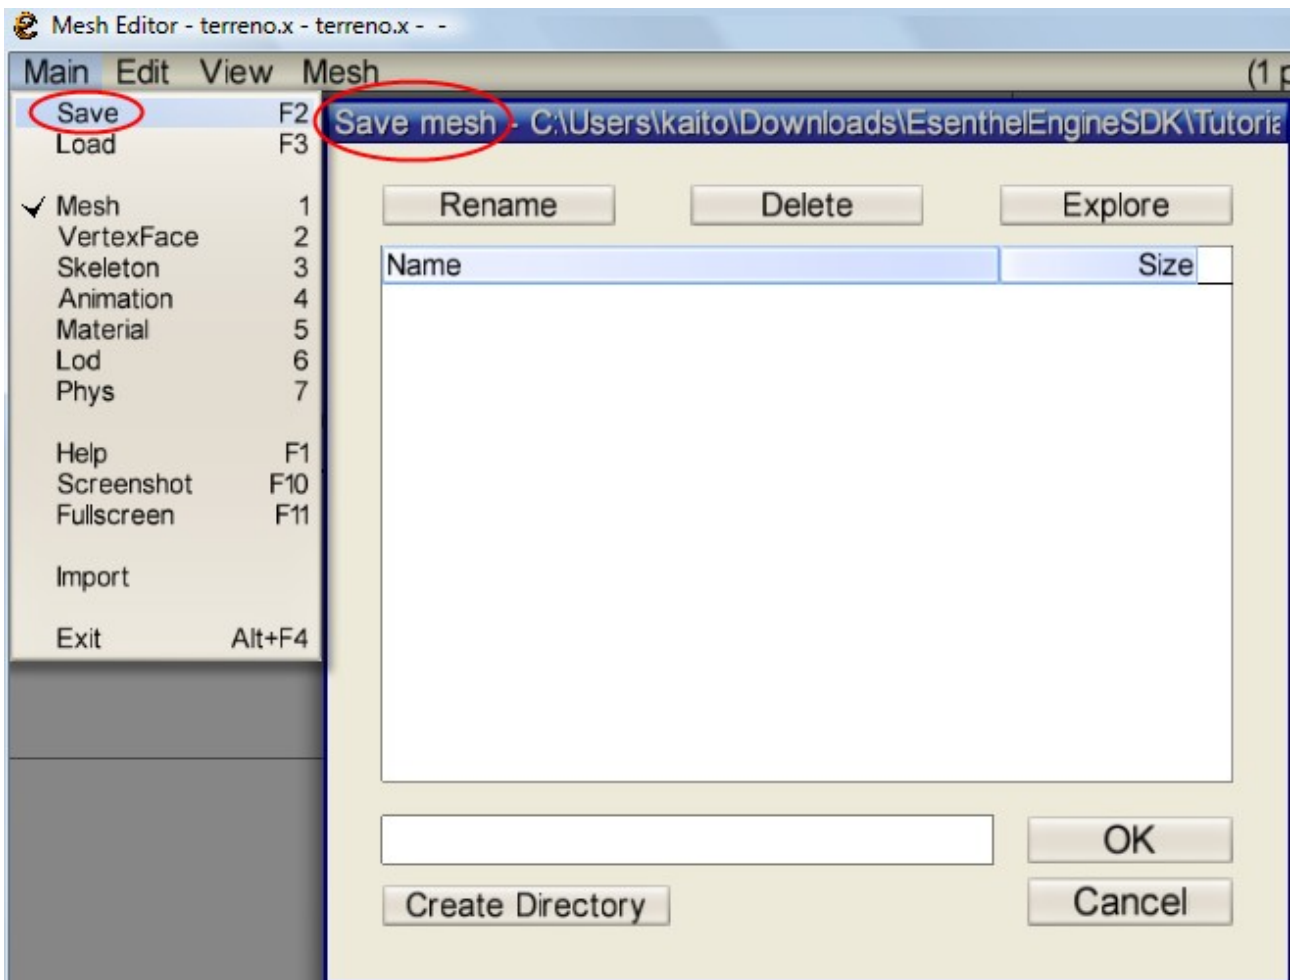 Mesh Editor - terreno.x - terreno.x - -
Main Edit View Mesh (1
Save F2
Load F3
Mesh 1
VertexFace 2
Skeleton 3
Animation 4
Material 5
Lod 6
Phys 7
Help F1
Screenshot F10
Fullscreen F11
Import
Exit Alt+F4
Save mesh - C:\Users\kaito\Downloads\EsenthelEngineSDK\Tutoria
Rename Delete Explore
Name Size
OK
Create Directory Cancel